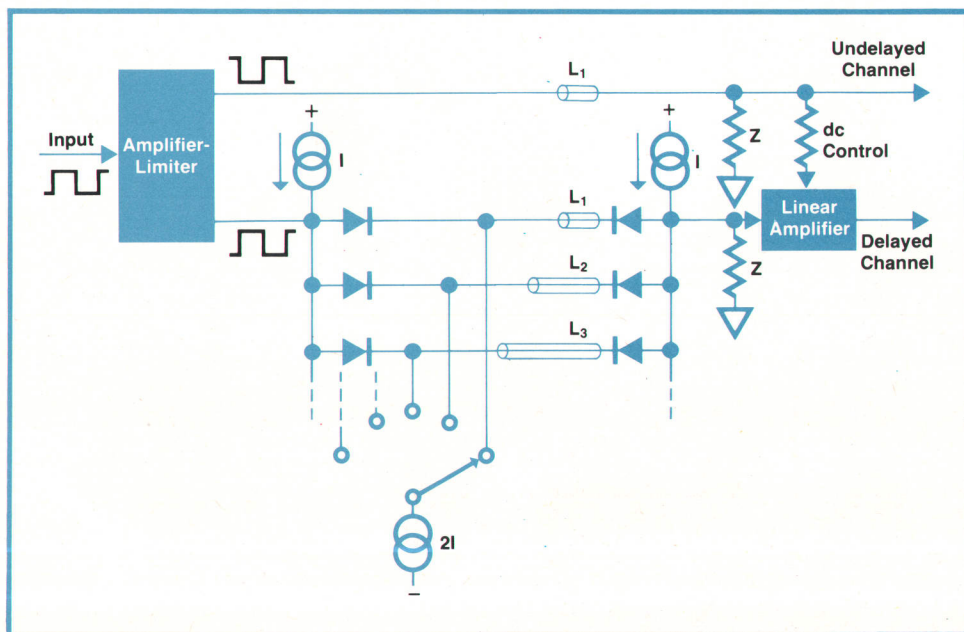 Undelayed
Channel
L₁
+
I
+
I
Z
dc
Control
Input
Amplifier-
Limiter
L₁
Linear
Amplifier
Delayed
Channel
L₂
Z
L₃
2I
−